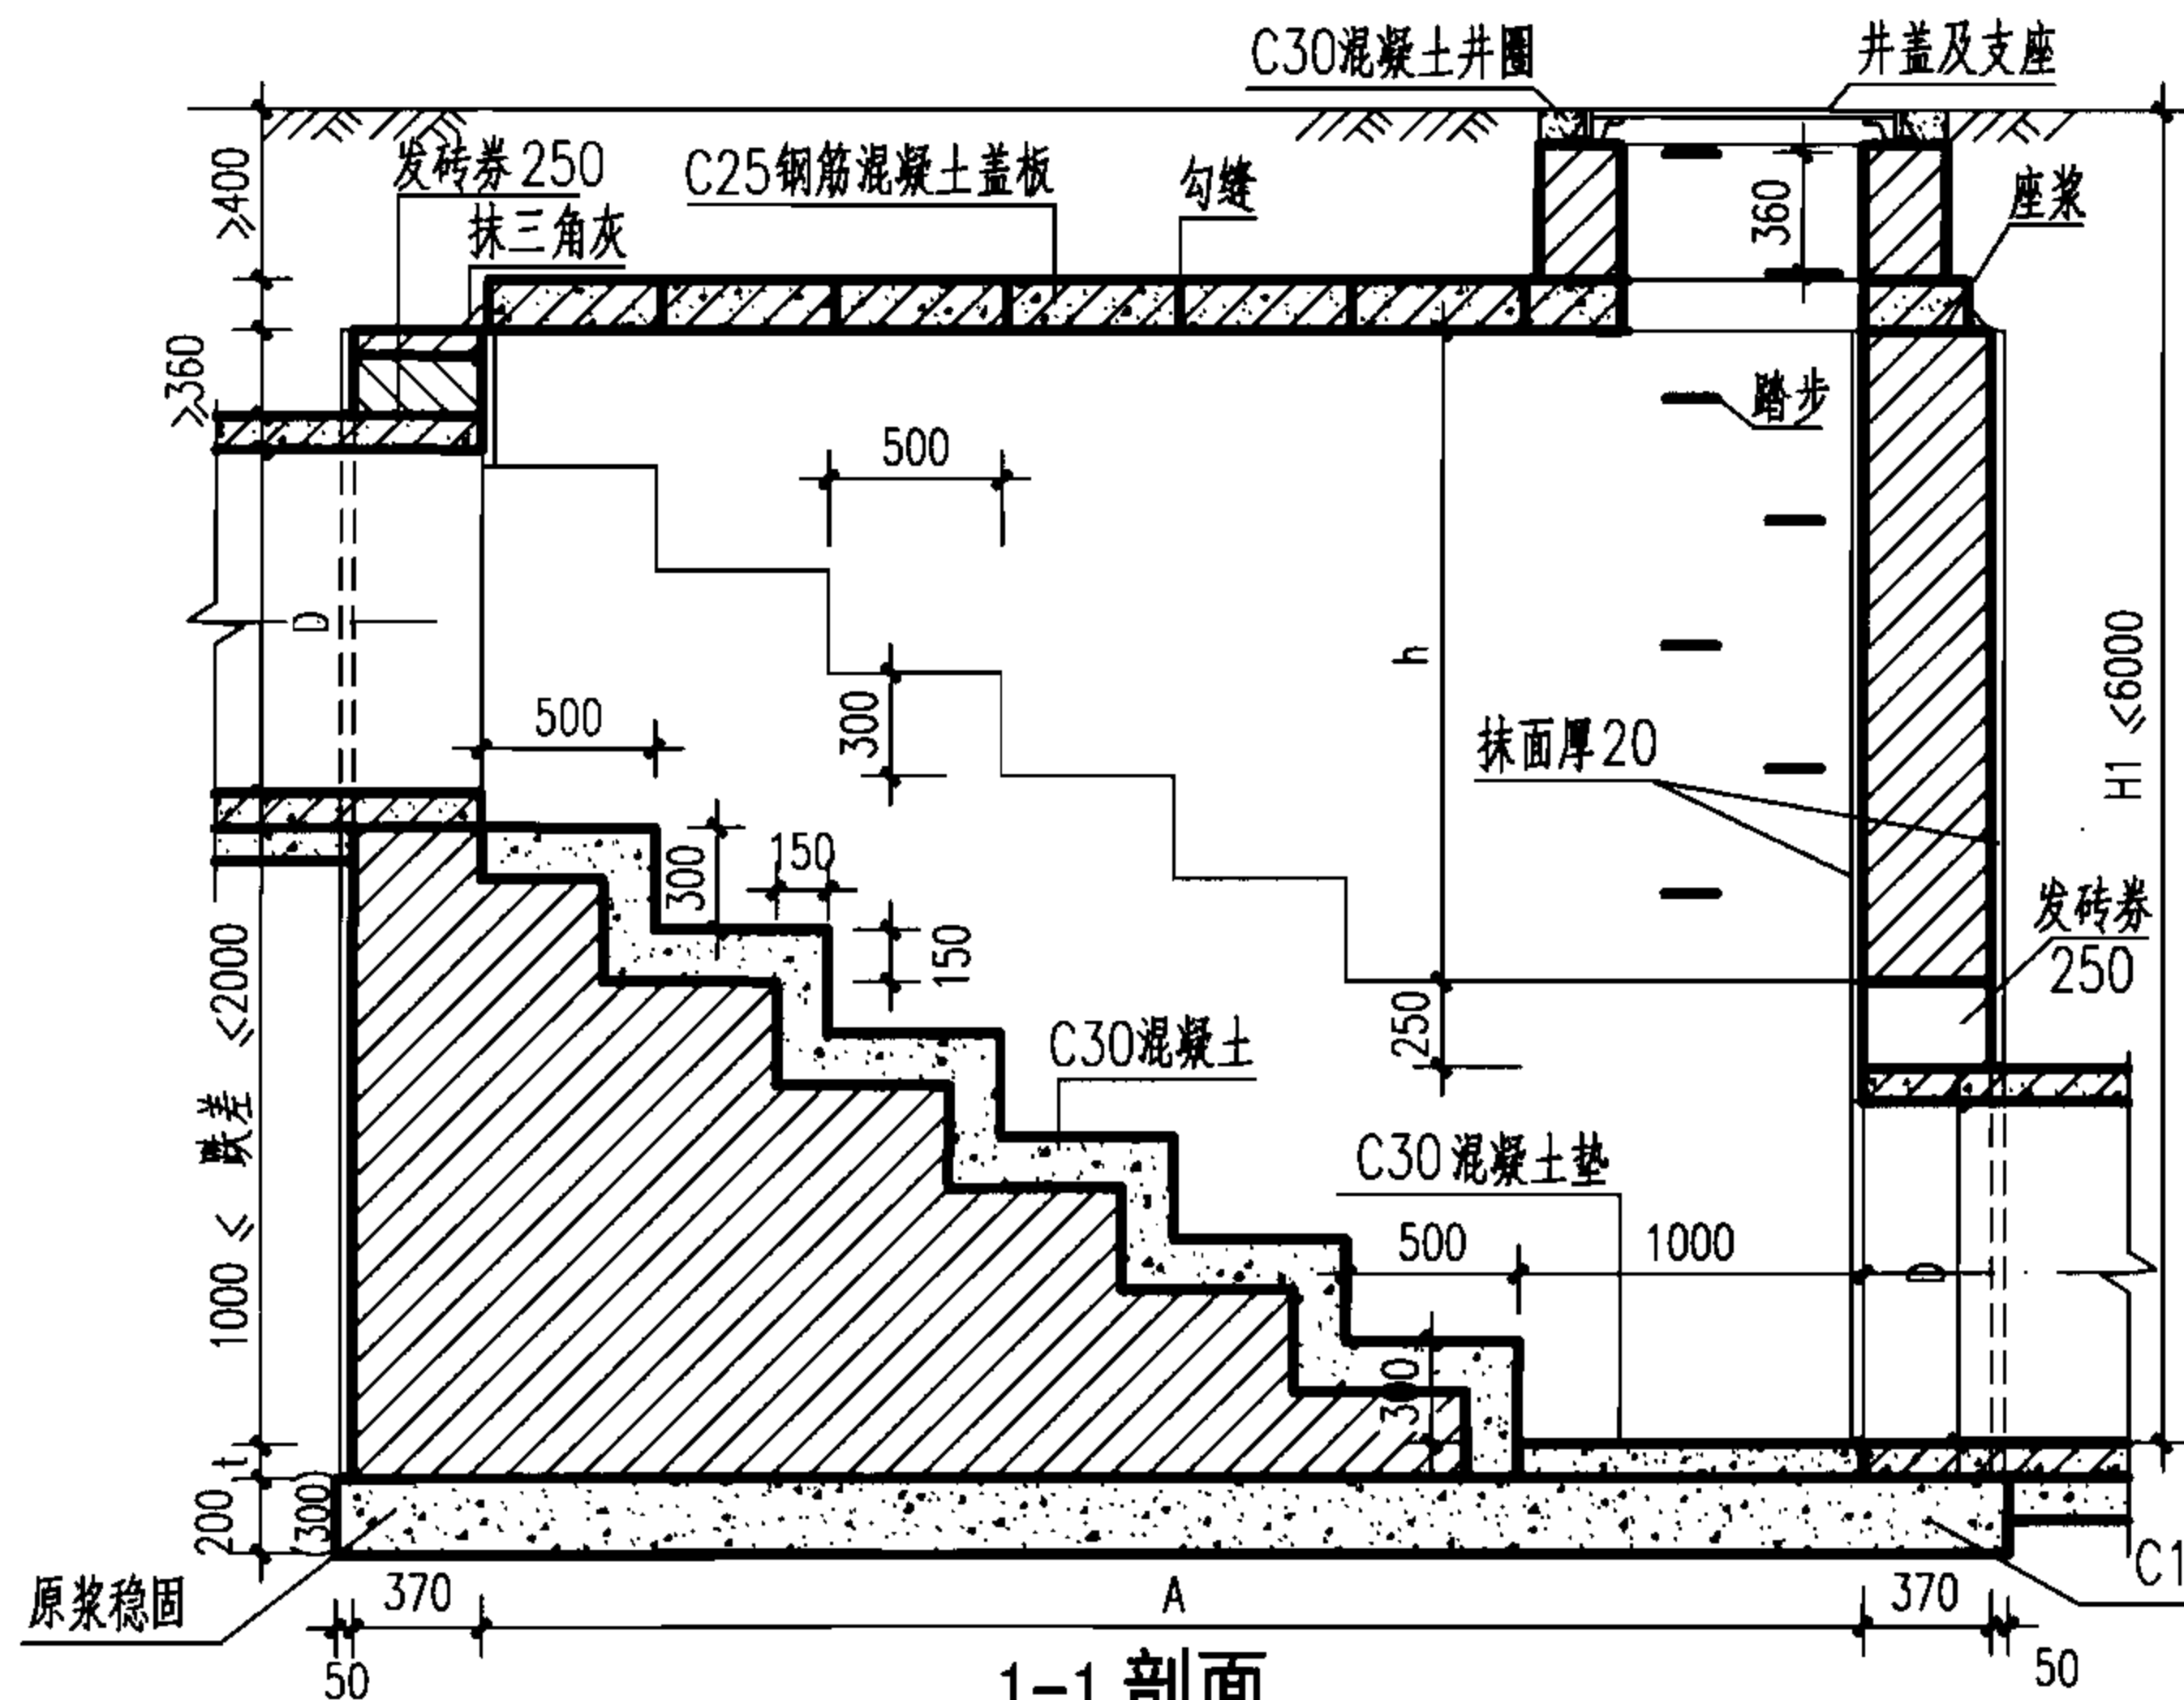 C30混凝土井圈
井盖及支座
发砖券250
C25钢筋混凝土盖板
勾缝
座浆
抹三角灰
≥400
360
≥360
踏步
500
D
h
500
300
抹面厚20
H1 ≤6000
300
150
150
发砖券
250
250
C30混凝土
1000 ≤ 跌差 ≤2000
C30混凝土垫
500
1000
D
300
t
200
(300)
C1
原浆稳固
370
A
370
50
50
1-1 剖面